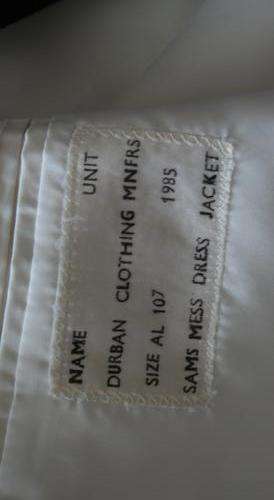 NAME UNIT
DURBAN CLOTHING MNFRS
SIZE AL 107 1985
SAMS MESS DRESS JACKET